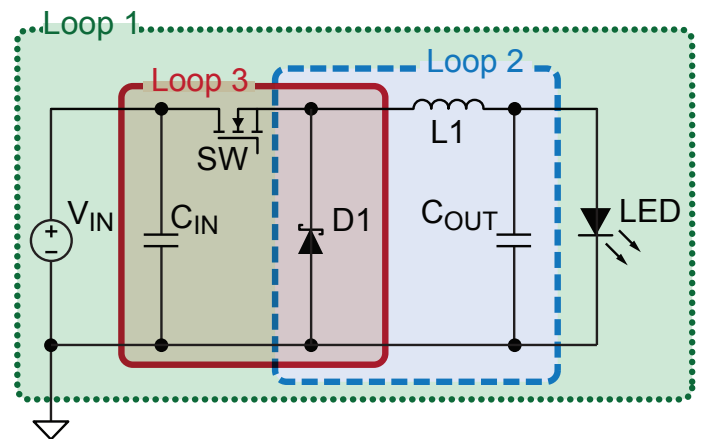 Loop 1
Loop 2
Loop 3
SW
L1
VIN
+
−
CIN
D1
COUT
LED